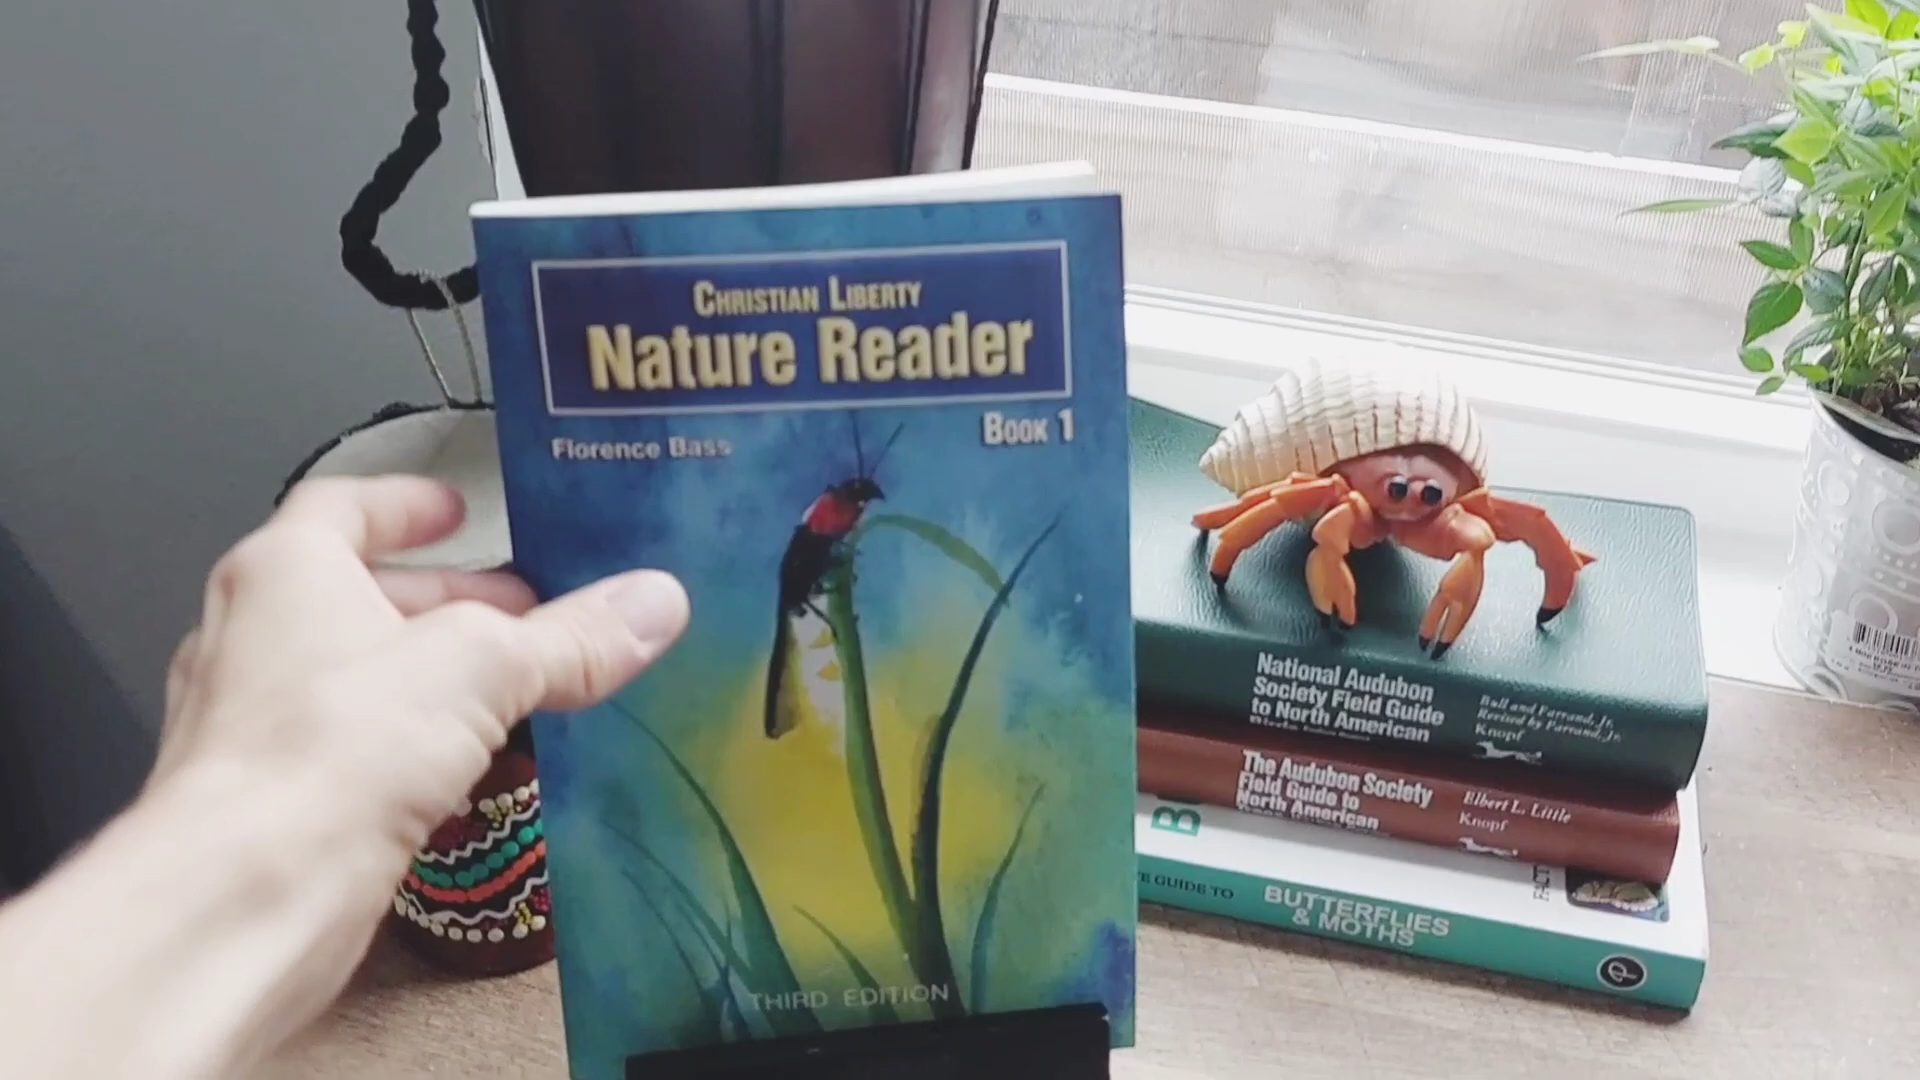 CHRISTIAN LIBERTY
Nature Reader
BOOK 1
Florence Bass
THIRD EDITION
National Audubon
Society Field Guide
to North American
Bull and Farrand, Jr.
Revised by Farrand, Jr.
Knopf
The Audubon Society
Field Guide to
North American
Elbert L. Little
Knopf
B
FACT
GUIDE TO
BUTTERFLIES
& MOTHS
P